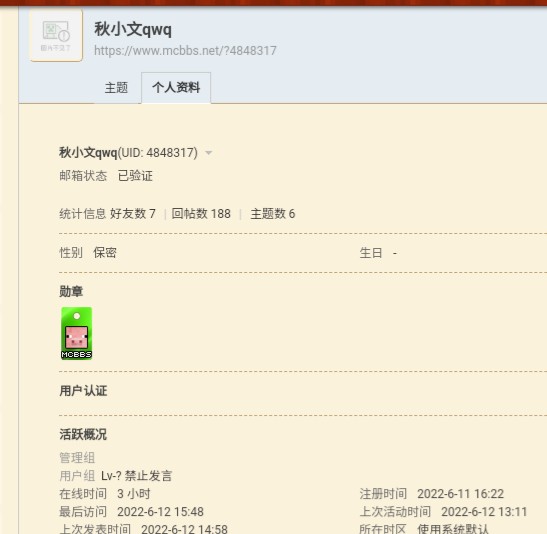 秋小文qwq
https://www.mcbbs.net/?4848317
主题 个人资料
秋小文qwq(UID: 4848317)
邮箱状态 已验证
统计信息 好友数 7 | 回帖数 188 | 主题数 6
性别 保密 生日 -
勋章
MCBBS
用户认证
活跃概况
管理组
用户组 Lv-? 禁止发言
在线时间 3 小时 注册时间 2022-6-11 16:22
最后访问 2022-6-12 15:48 上次活动时间 2022-6-12 13:11
上次发表时间 2022-6-12 14:58 所在时区 使用系统默认